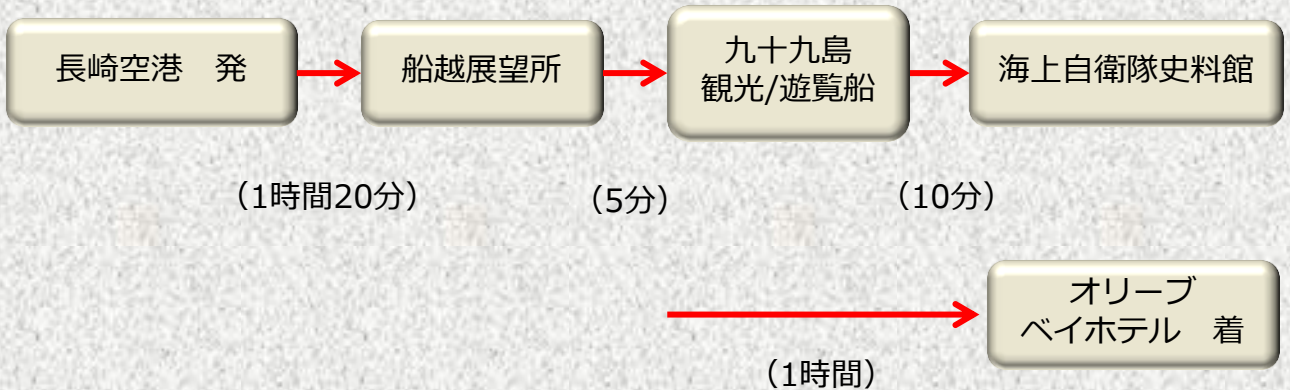 長崎空港　発
船越展望所
九十九島
観光/遊覧船
海上自衛隊史料館
（1時間20分）
（5分）
（10分）
オリーブ
ベイホテル　着
（1時間）